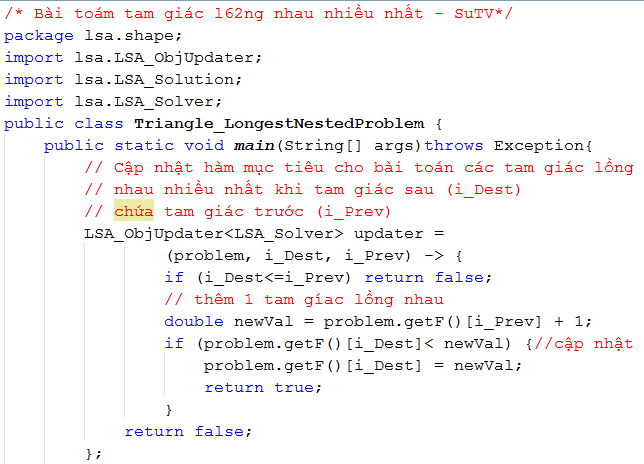 /* Bài toám tam giác l62ng nhau nhiều nhất - SuTV*/
package lsa.shape;
import lsa.LSA_ObjUpdater;
import lsa.LSA_Solution;
import lsa.LSA_Solver;
public class Triangle_LongestNestedProblem {
public static void main(String[] args)throws Exception{
// Cập nhật hàm mục tiêu cho bài toán các tam giác lồng
// nhau nhiều nhất khi tam giác sau (i_Dest)
// chứa tam giác trước (i_Prev)
LSA_ObjUpdater<LSA_Solver> updater =
(problem, i_Dest, i_Prev) -> {
if (i_Dest<=i_Prev) return false;
// thêm 1 tam gíac lồng nhau
double newVal = problem.getF()[i_Prev] + 1;
if (problem.getF()[i_Dest]< newVal) {//cập nhật
problem.getF()[i_Dest] = newVal;
return true;
}
return false;
};